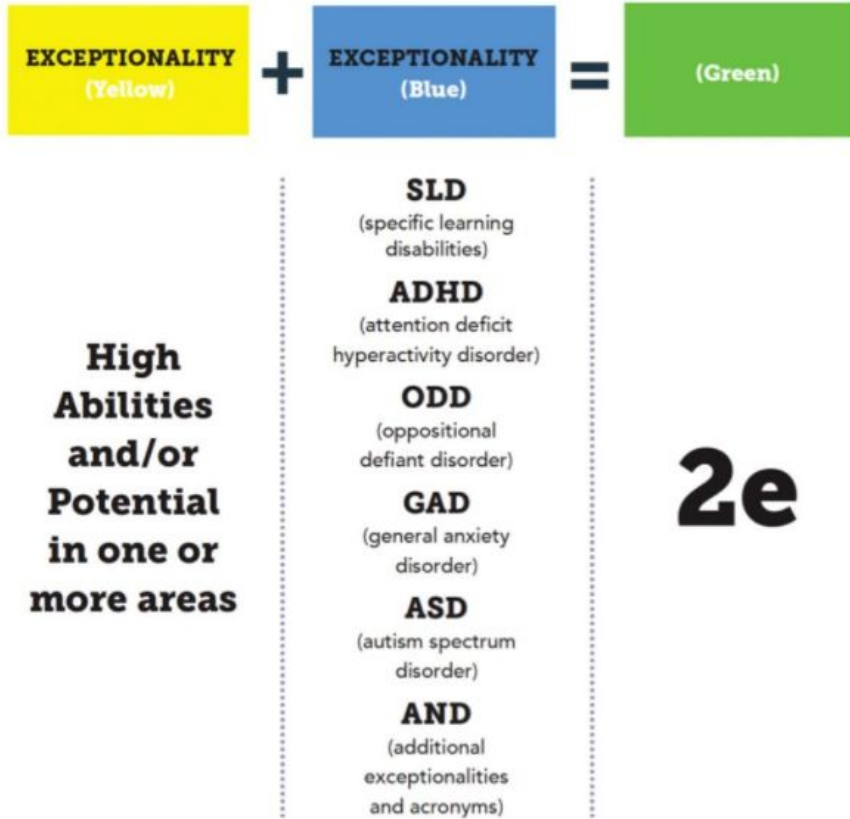 EXCEPTIONALITY
(Yellow)
+
EXCEPTIONALITY
(Blue)
=
(Green)
High
Abilities
and/or
Potential
in one or
more areas
SLD
(specific learning
disabilities)
ADHD
(attention deficit
hyperactivity disorder)
ODD
(oppositional
defiant disorder)
GAD
(general anxiety
disorder)
ASD
(autism spectrum
disorder)
AND
(additional
exceptionalities
and acronyms)
2e